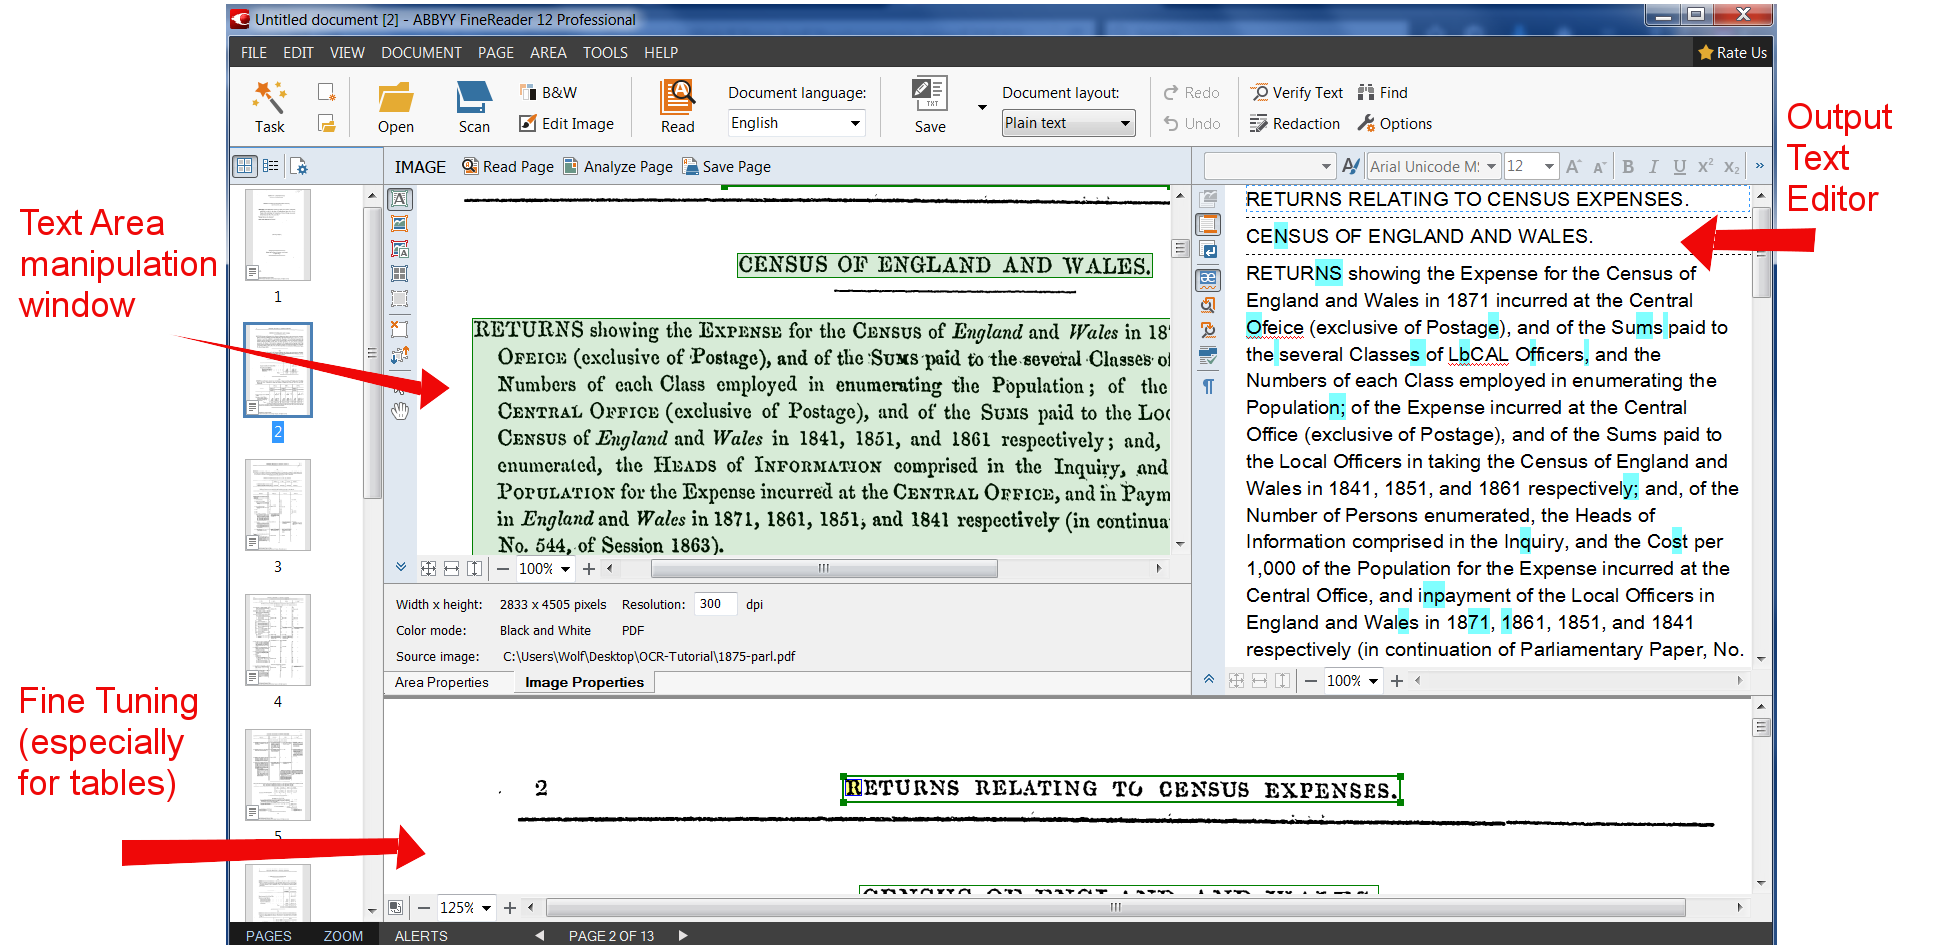 Untitled document [2] - ABBYY FineReader 12 Professional
FILE EDIT VIEW DOCUMENT PAGE AREA TOOLS HELP
Rate Us
Task
Open
Scan
B&W
Edit Image
Read
Document language:
English
Save
TXT
Document layout:
Plain text
Redo
Undo
Verify Text
Find
Redaction
Options
IMAGE Read Page Analyze Page Save Page
Arial Unicode MS
12
B I U X² X₂ »
Text Area
manipulation
window
Output
Text
Editor
Fine Tuning
(especially
for tables)
1
2
3
4
5
CENSUS OF ENGLAND AND WALES.
RETURNS showing the EXPENSE for the CENSUS of England and Wales in 18
OFEICE (exclusive of Postage), and of the SUMS paid to the several Classes of
Numbers of each Class employed in enumerating the Population; of the
CENTRAL OFFICE (exclusive of Postage), and of the SUMS paid to the Loc
CENSUS of England and Wales in 1841, 1851, and 1861 respectively; and,
enumerated, the HEADS of INFORMATION comprised in the Inquiry, and
POPULATION for the Expense incurred at the CENTRAL OFFICE, and in Paym
in England and Wales in 1871, 1861, 1851, and 1841 respectively (in continua
No. 544, of Session 1863).
100%
Width x height: 2833 x 4505 pixels Resolution: 300 dpi
Color mode: Black and White PDF
Source image: C:\Users\Wolf\Desktop\OCR-Tutorial\1875-parl.pdf
Area Properties Image Properties
RETURNS RELATING TO CENSUS EXPENSES.
CENSUS OF ENGLAND AND WALES.
RETURNS showing the Expense for the Census of
England and Wales in 1871 incurred at the Central
Ofeice (exclusive of Postage), and of the Sums paid to
the several Classes of LbCAL Officers, and the
Numbers of each Class employed in enumerating the
Population; of the Expense incurred at the Central
Office (exclusive of Postage), and of the Sums paid to
the Local Officers in taking the Census of England and
Wales in 1841, 1851, and 1861 respectively; and, of the
Number of Persons enumerated, the Heads of
Information comprised in the Inquiry, and the Cost per
1,000 of the Population for the Expense incurred at the
Central Office, and inpayment of the Local Officers in
England and Wales in 1871, 1861, 1851, and 1841
respectively (in continuation of Parliamentary Paper, No.
100%
2 RETURNS RELATING TO CENSUS EXPENSES.
CENSUS OF ENGLAND AND WALES.
125%
PAGES ZOOM ALERTS PAGE 2 OF 13